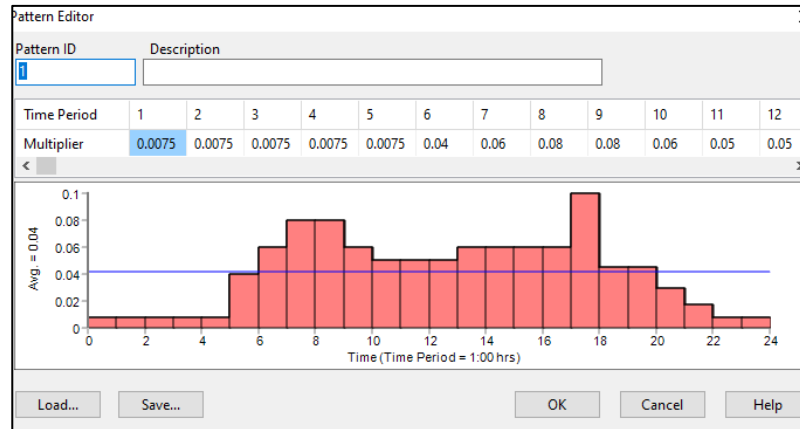 Pattern Editor
Pattern ID Description
1
Time Period 1 2 3 4 5 6 7 8 9 10 11 12
Multiplier 0.0075 0.0075 0.0075 0.0075 0.0075 0.04 0.06 0.08 0.08 0.06 0.05 0.05
0.1
0.08
0.06
0.04
0.02
0
Avg. = 0.04
0 2 4 6 8 10 12 14 16 18 20 22 24
Time (Time Period = 1:00 hrs)
Load... Save... OK Cancel Help